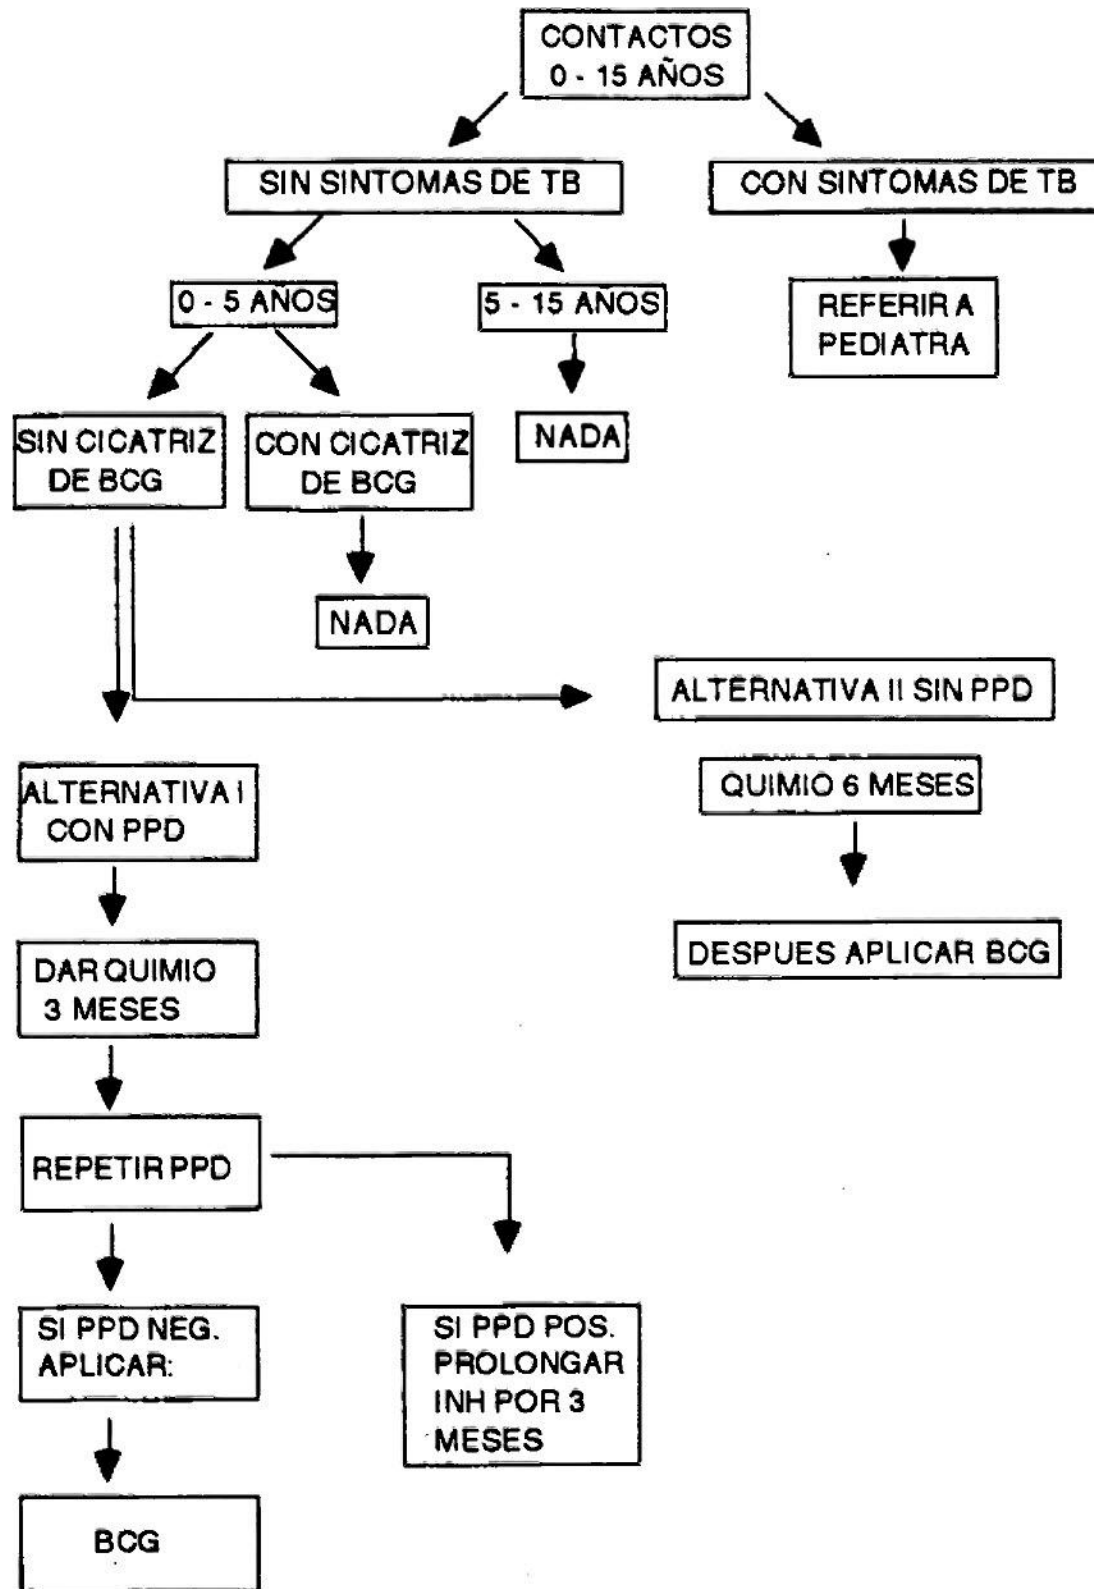 CONTACTOS
0 - 15 AÑOS
SIN SINTOMAS DE TB
CON SINTOMAS DE TB
0 - 5 AÑOS
5 - 15 AÑOS
REFERIR A
PEDIATRA
SIN CICATRIZ
DE BCG
CON CICATRIZ
DE BCG
NADA
NADA
ALTERNATIVA II SIN PPD
ALTERNATIVA I
CON PPD
QUIMIO 6 MESES
DAR QUIMIO
3 MESES
DESPUES APLICAR BCG
REPETIR PPD
SI PPD NEG.
APLICAR:
SI PPD POS.
PROLONGAR
INH POR 3
MESES
BCG